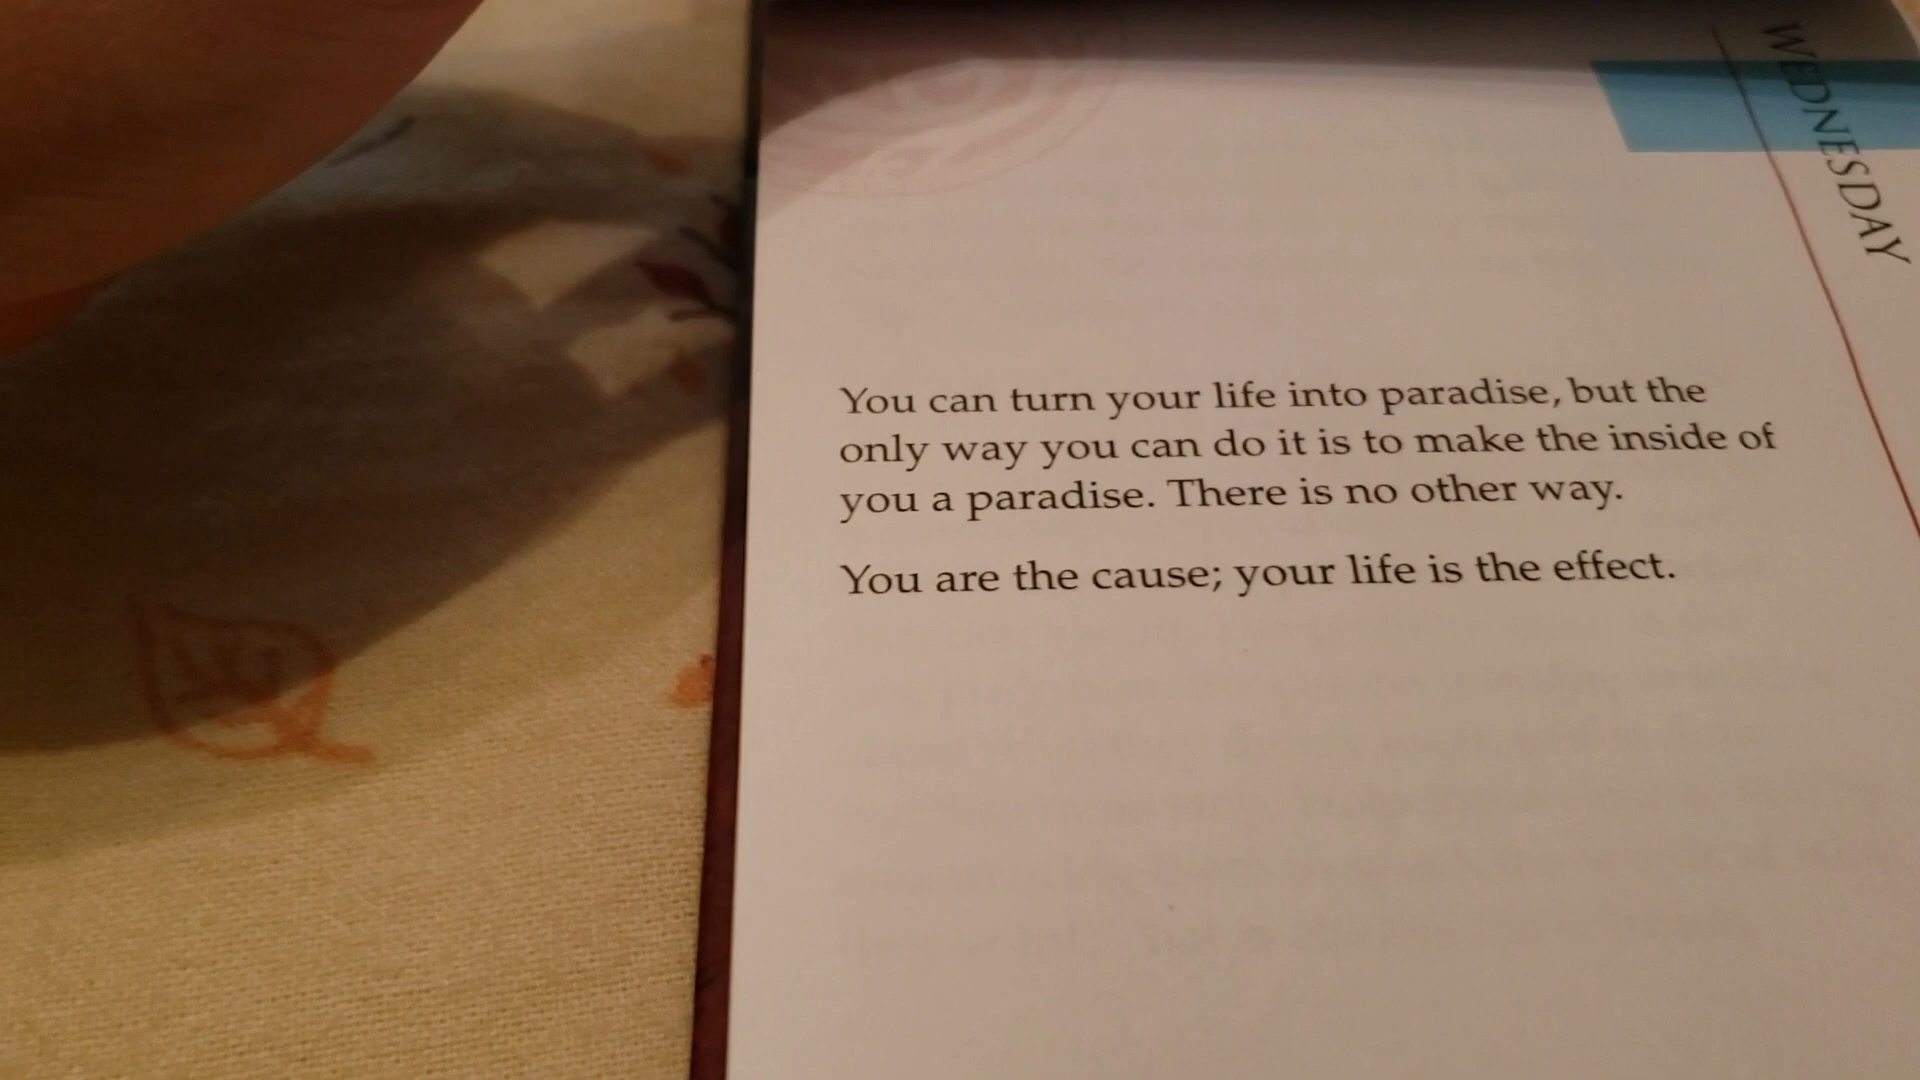 WEDNESDAY
You can turn your life into paradise, but the
only way you can do it is to make the inside of
you a paradise. There is no other way.
You are the cause; your life is the effect.